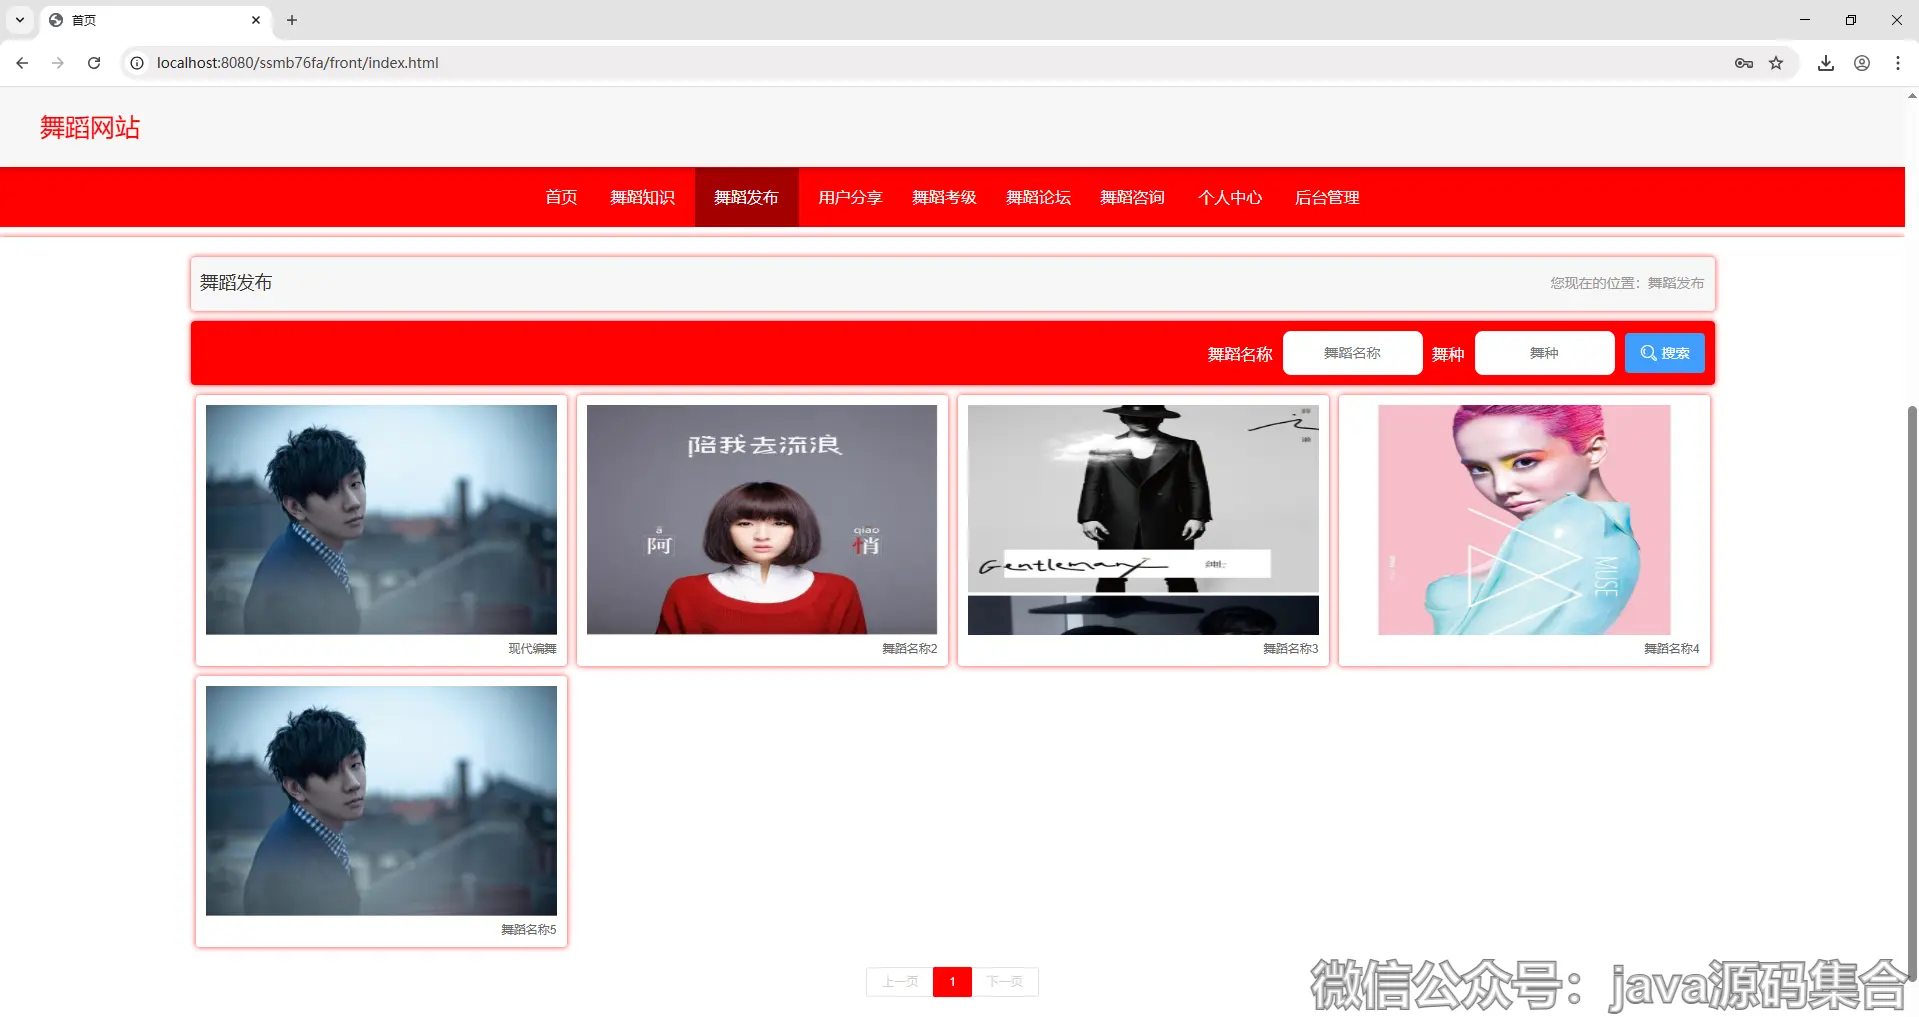 首页
localhost:8080/ssmb76fa/front/index.html
舞蹈网站
首页 舞蹈知识 舞蹈发布 用户分享 舞蹈考级 舞蹈论坛 舞蹈咨询 个人中心 后台管理
舞蹈发布 您现在的位置：舞蹈发布
舞蹈名称 舞蹈名称 舞种 舞种 搜索
陪我去流浪
ā qiao
阿 悄
Gentleman
MUSE
现代编舞 舞蹈名称2 舞蹈名称3 舞蹈名称4
舞蹈名称5
上一页 1 下一页
微信公众号：java源码集合